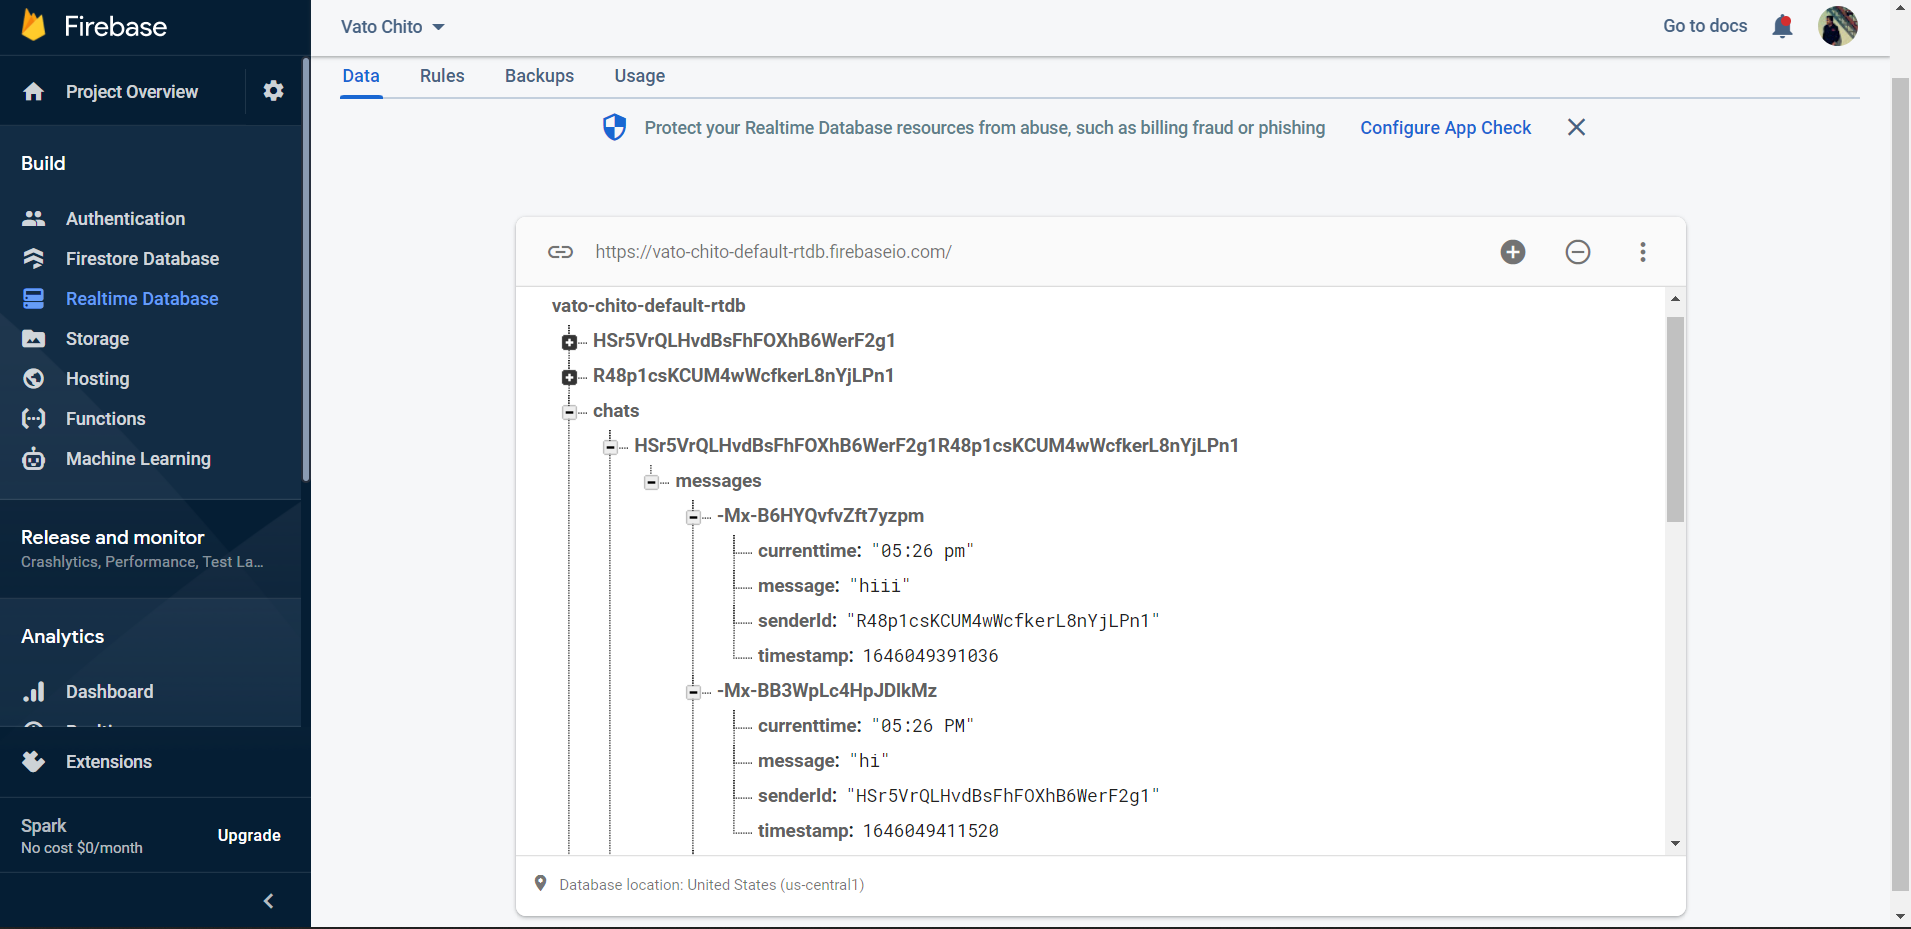 Firebase
Project Overview
Build
Authentication
Firestore Database
Realtime Database
Storage
Hosting
Functions
Machine Learning
Release and monitor
Crashlytics, Performance, Test La...
Analytics
Dashboard
Extensions
Spark
No cost $0/month
Upgrade
Vato Chito
Go to docs
Data Rules Backups Usage
Protect your Realtime Database resources from abuse, such as billing fraud or phishing Configure App Check
https://vato-chito-default-rtdb.firebaseio.com/
vato-chito-default-rtdb
HSr5VrQLHvdBsFhFOXhB6WerF2g1
R48p1csKCUM4wWcfkerL8nYjLPn1
chats
HSr5VrQLHvdBsFhFOXhB6WerF2g1R48p1csKCUM4wWcfkerL8nYjLPn1
messages
-Mx-B6HYQvfvZft7yzpm
currenttime: "05:26 pm"
message: "hiii"
senderId: "R48p1csKCUM4wWcfkerL8nYjLPn1"
timestamp: 1646049391036
-Mx-BB3WpLc4HpJDlkMz
currenttime: "05:26 PM"
message: "hi"
senderId: "HSr5VrQLHvdBsFhFOXhB6WerF2g1"
timestamp: 1646049411520
Database location: United States (us-central1)